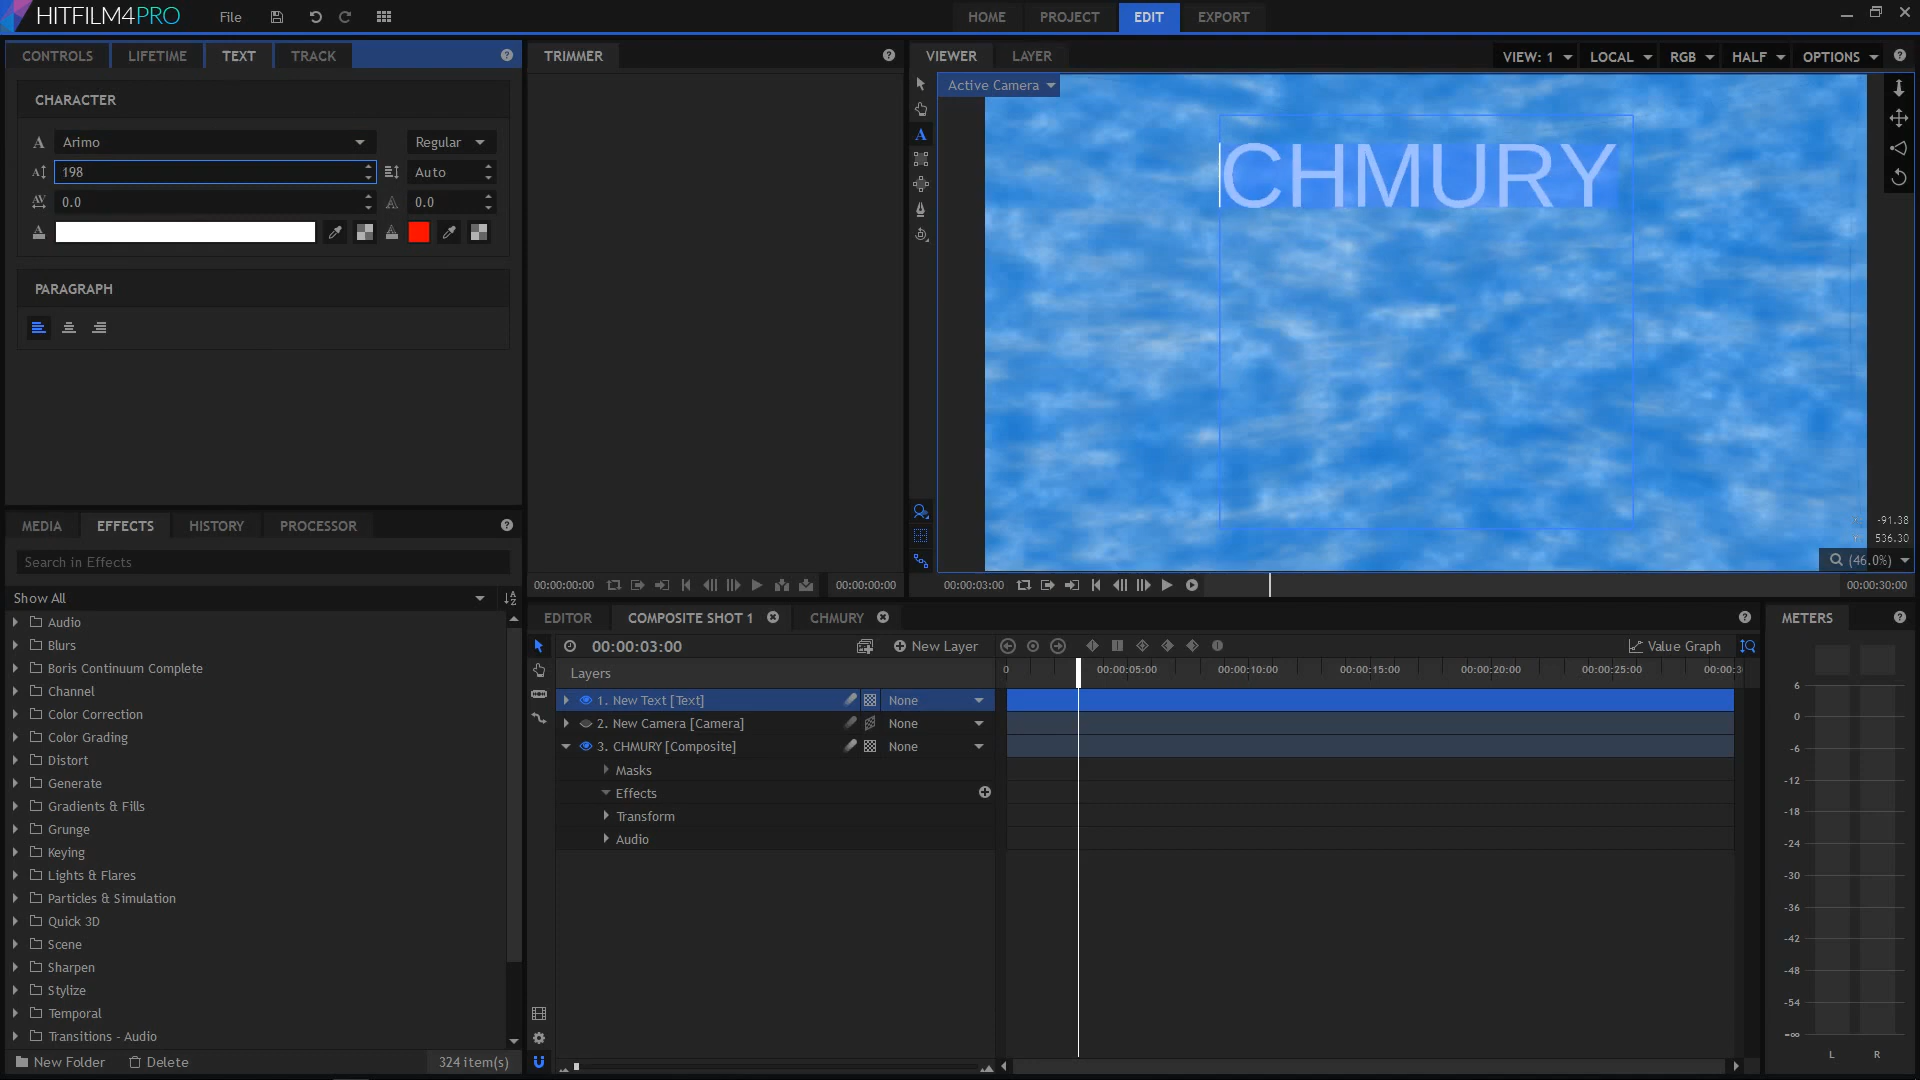 HITFILM4PRO
File
HOME PROJECT EDIT EXPORT
CONTROLS LIFETIME TEXT TRACK
CHARACTER
Arimo Regular
198 Auto
0.0 0.0
PARAGRAPH
TRIMMER
00:00:00:00 00:00:00:00
VIEWER LAYER
VIEW: 1 LOCAL RGB HALF OPTIONS
Active Camera
CHMURY
-91.38
536.30
(46.0%)
00:00:03:00 00:00:30:00
MEDIA EFFECTS HISTORY PROCESSOR
Search in Effects
Show All
Audio
Blurs
Boris Continuum Complete
Channel
Color Correction
Color Grading
Distort
Generate
Gradients & Fills
Grunge
Keying
Lights & Flares
Particles & Simulation
Quick 3D
Scene
Sharpen
Stylize
Temporal
Transitions - Audio
New Folder Delete 324 item(s)
EDITOR COMPOSITE SHOT 1 CHMURY
00:00:03:00 New Layer Value Graph
Layers
0 00:00:05:00 00:00:10:00 00:00:15:00 00:00:20:00 00:00:25:00 00:00:3
1. New Text [Text] None
2. New Camera [Camera] None
3. CHMURY [Composite] None
Masks
Effects
Transform
Audio
METERS
6
0
-6
-12
-18
-24
-30
-36
-42
-48
-54
-∞
L R